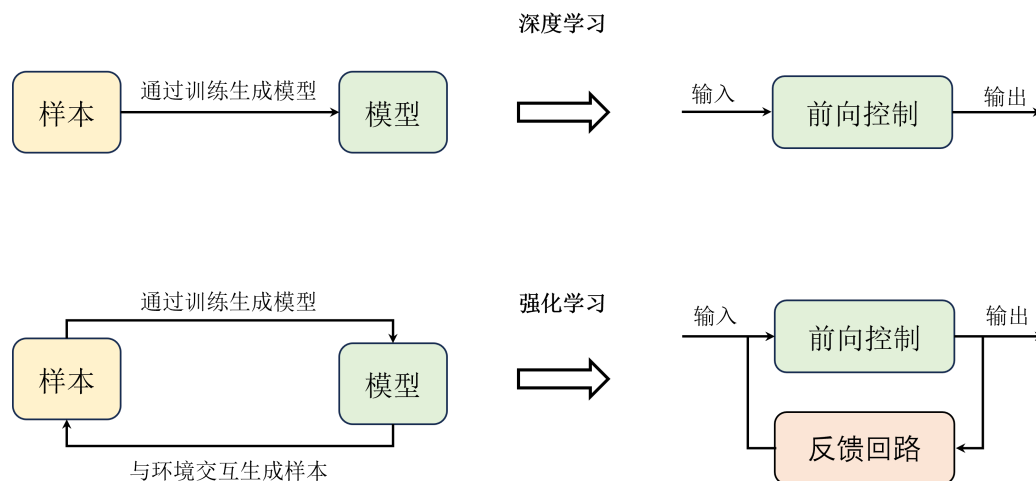 深度学习
样本
通过训练生成模型
模型
输入
前向控制
输出
强化学习
通过训练生成模型
样本
模型
与环境交互生成样本
输入
前向控制
输出
反馈回路